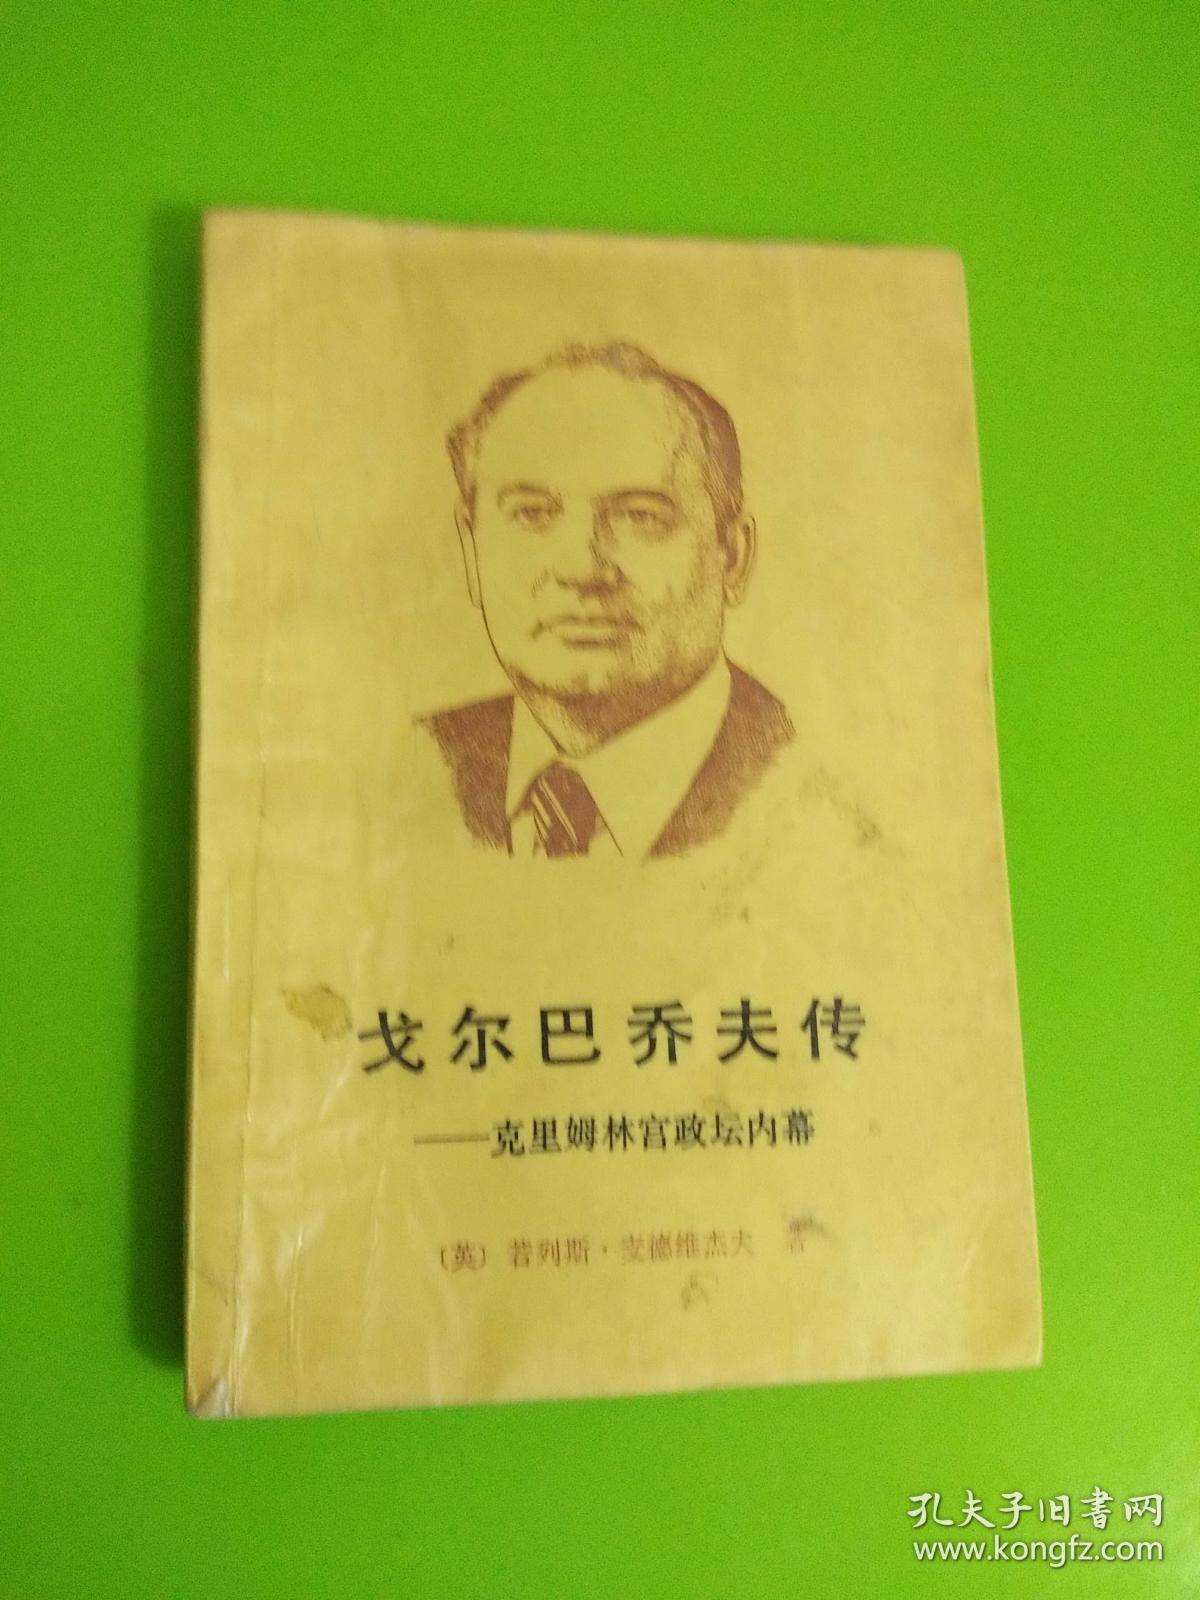 戈尔巴乔夫传
——克里姆林宫政坛内幕
〔英〕若列斯·麦德维杰夫 著
孔夫子旧书网
www.kongfz.com